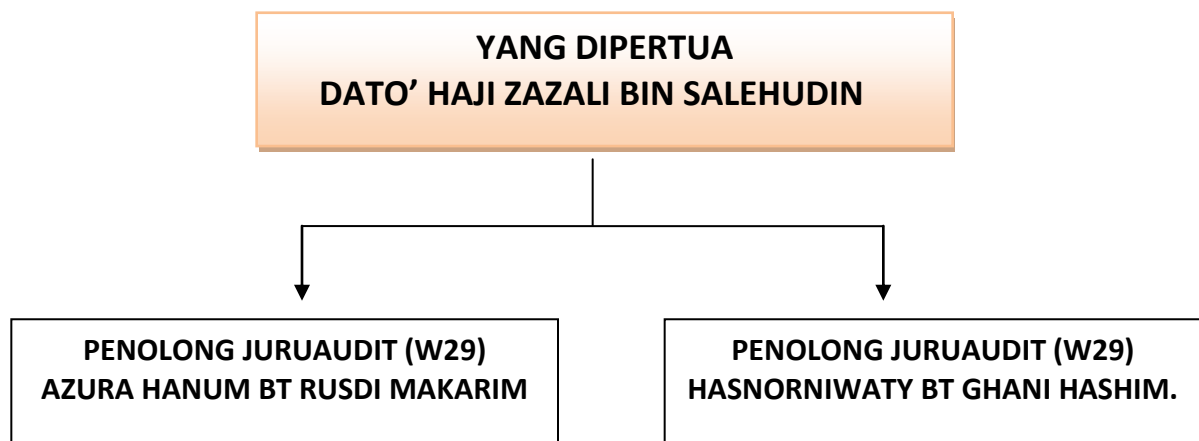 YANG DIPERTUA
DATO’ HAJI ZAZALI BIN SALEHUDIN
PENOLONG JURUAUDIT (W29)
AZURA HANUM BT RUSDI MAKARIM
PENOLONG JURUAUDIT (W29)
HASNORNIWATY BT GHANI HASHIM.